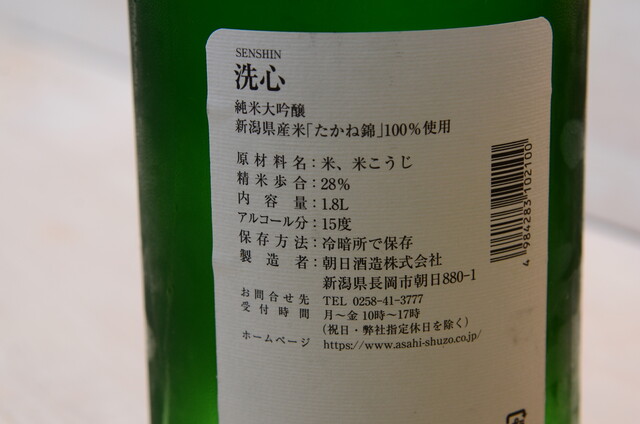 SENSHIN
洗心
純米大吟醸
新潟県産米「たかね錦」100%使用
原材料名：米、米こうじ
精米歩合：28%
内容量：1.8L
アルコール分：15度
保存方法：冷暗所で保存
製造者：朝日酒造株式会社
新潟県長岡市朝日880-1
お問合せ先 TEL 0258-41-3777
受付時間 月〜金 10時〜17時
（祝日・弊社指定休日を除く）
ホームページ https://www.asahi-shuzo.co.jp/
4 984283 102100